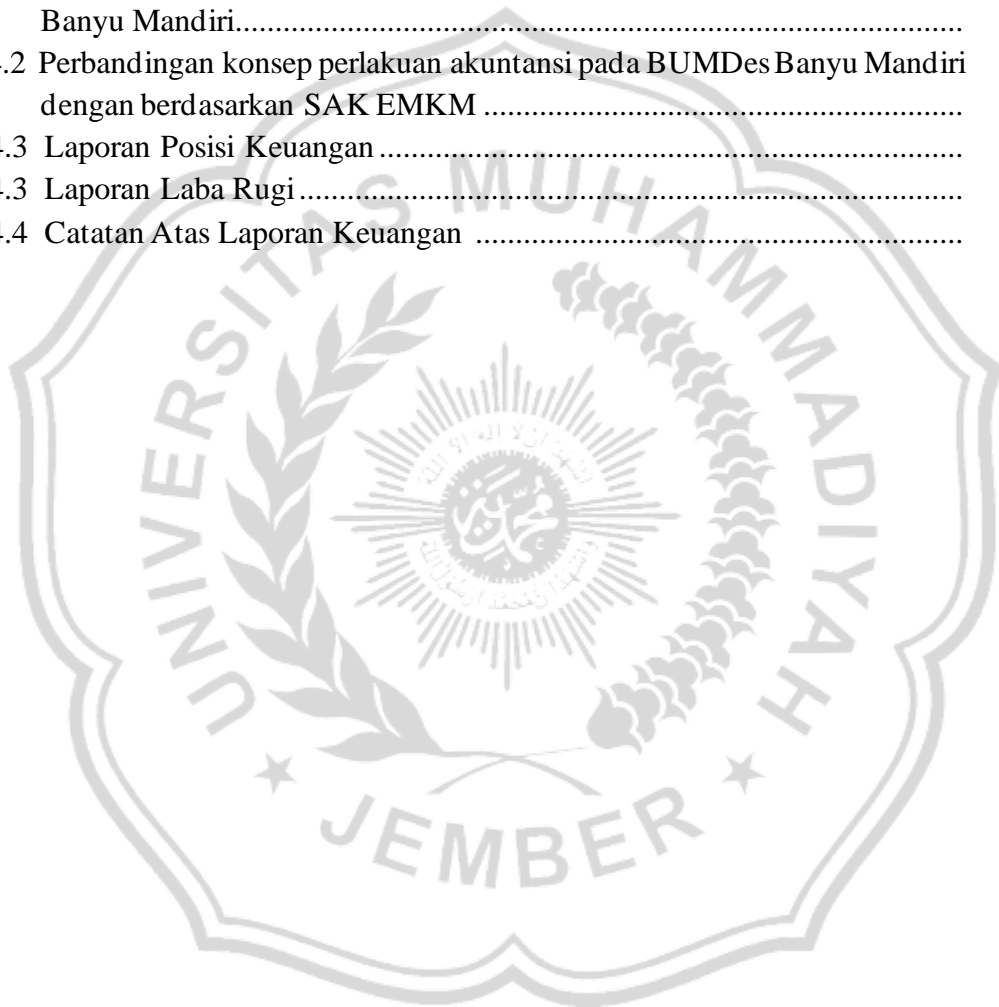 Banyu Mandiri....................................................................................................
.2 Perbandingan konsep perlakuan akuntansi pada BUMDes Banyu Mandiri
dengan berdasarkan SAK EMKM ..................................................................
.3 Laporan Posisi Keuangan................................................................................
.3 Laporan Laba Rugi...........................................................................................
4.4 Catatan Atas Laporan Keuangan ...................................................................
UNIVERSITAS MUHAMMADIYAH
JEMBER